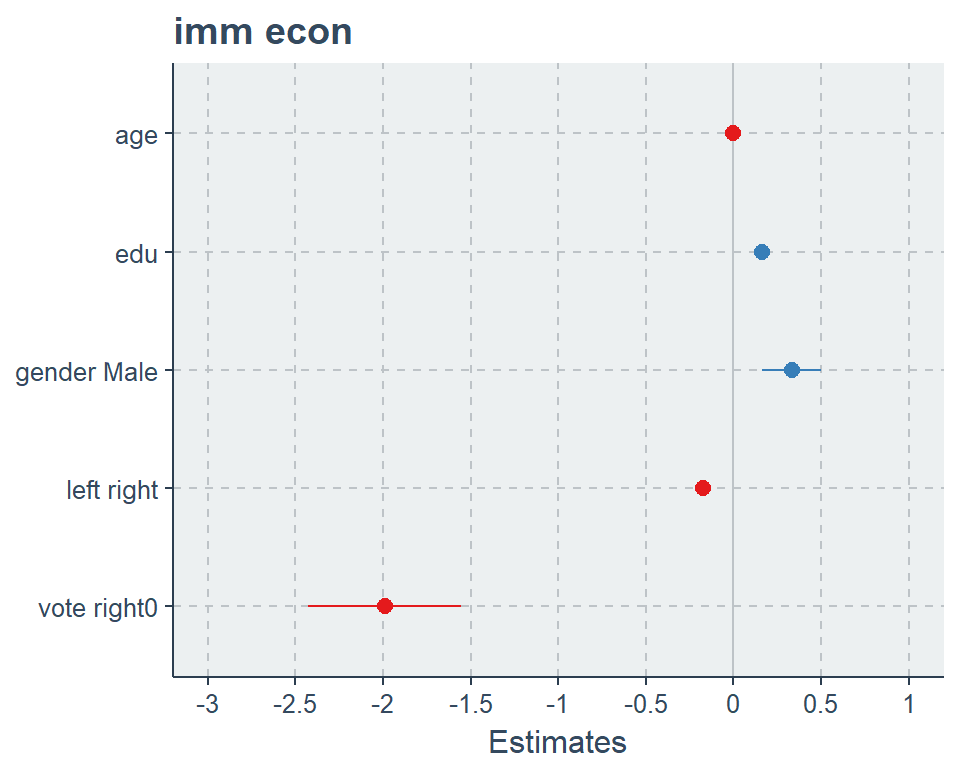 imm econ
age
edu
gender Male
left right
vote right0
-3 -2.5 -2 -1.5 -1 -0.5 0 0.5 1
Estimates